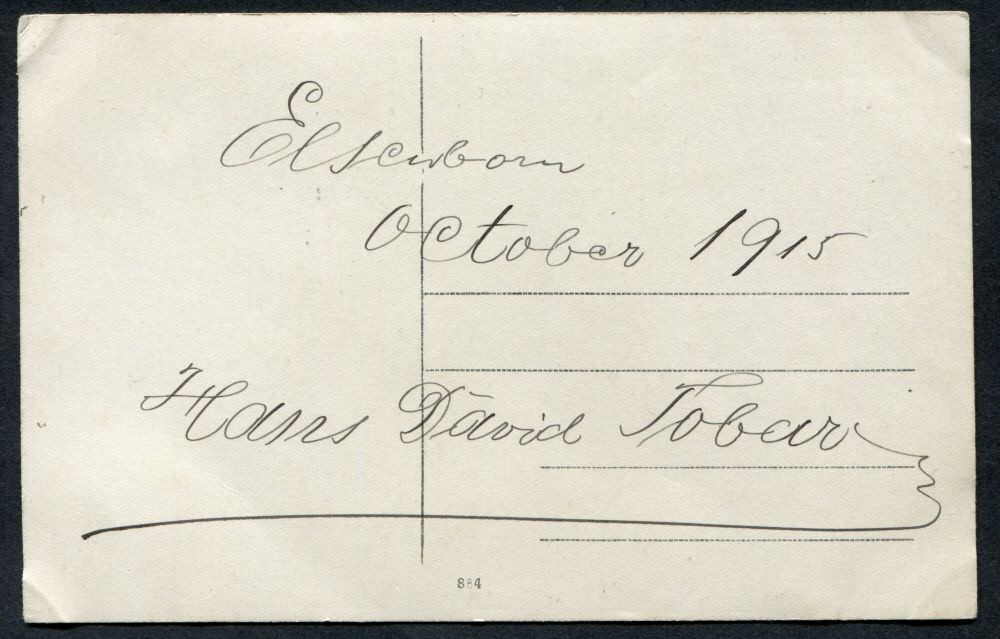 Elsenborn
October 1915
Hans David Tobar
884